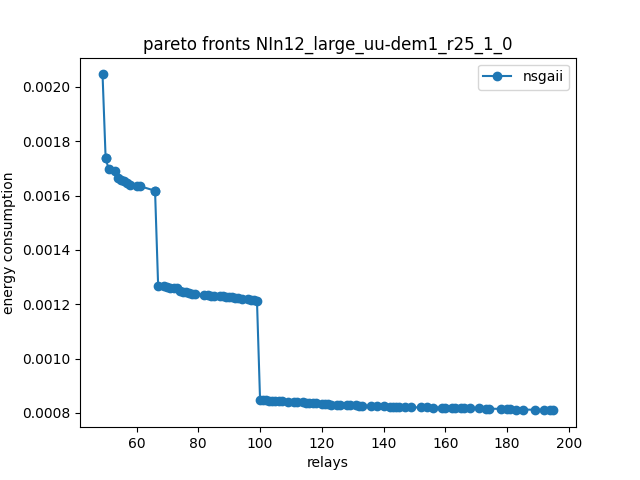 pareto fronts NIn12_large_uu-dem1_r25_1_0
nsgaii
energy consumption
0.0020
0.0018
0.0016
0.0014
0.0012
0.0010
0.0008
60 80 100 120 140 160 180 200
relays